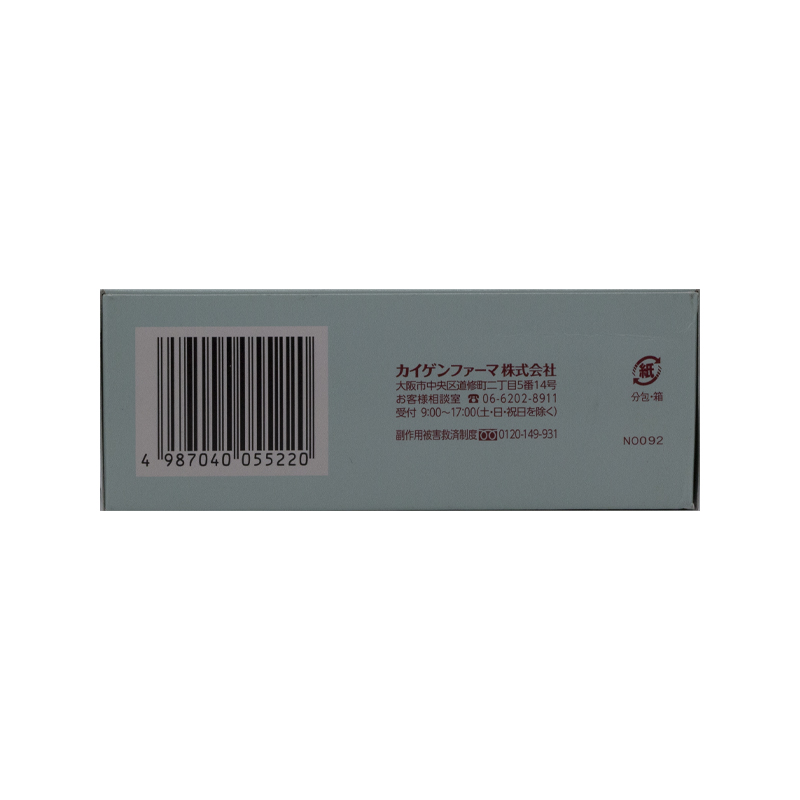 カイゲンファーマ株式会社
大阪市中央区道修町二丁目5番14号
お客様相談室 ☎06-6202-8911
受付 9:00〜17:00(土・日・祝日を除く)
副作用被害救済制度 0120-149-931
紙
分包・箱
NO092
4 987040 055220